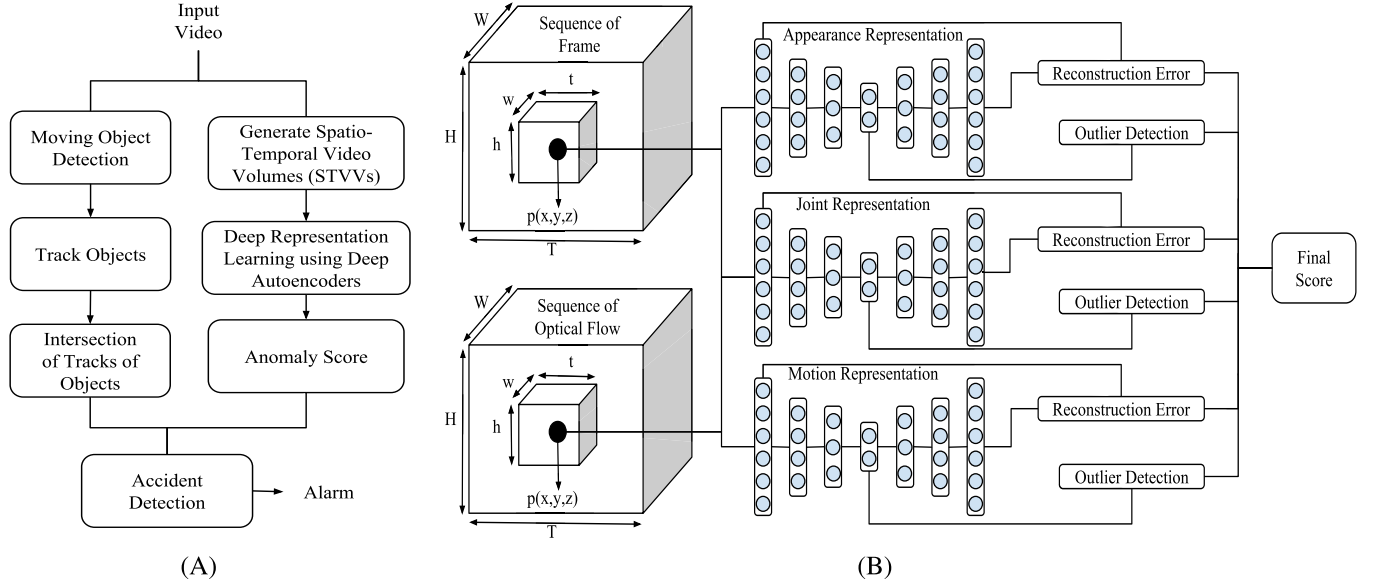 Input
Video
Moving Object
Detection
Track Objects
Intersection
of Tracks of
Objects
Generate Spatio-
Temporal Video
Volumes (STVVs)
Deep Representation
Learning using Deep
Autoencoders
Anomaly Score
Accident
Detection
Alarm
(A)
W
Sequence of
Frame
w
t
H
h
p(x,y,z)
T
W
Sequence of
Optical Flow
w
t
H
h
p(x,y,z)
T
Appearance Representation
Reconstruction Error
Outlier Detection
Joint Representation
Reconstruction Error
Outlier Detection
Motion Representation
Reconstruction Error
Outlier Detection
Final
Score
(B)